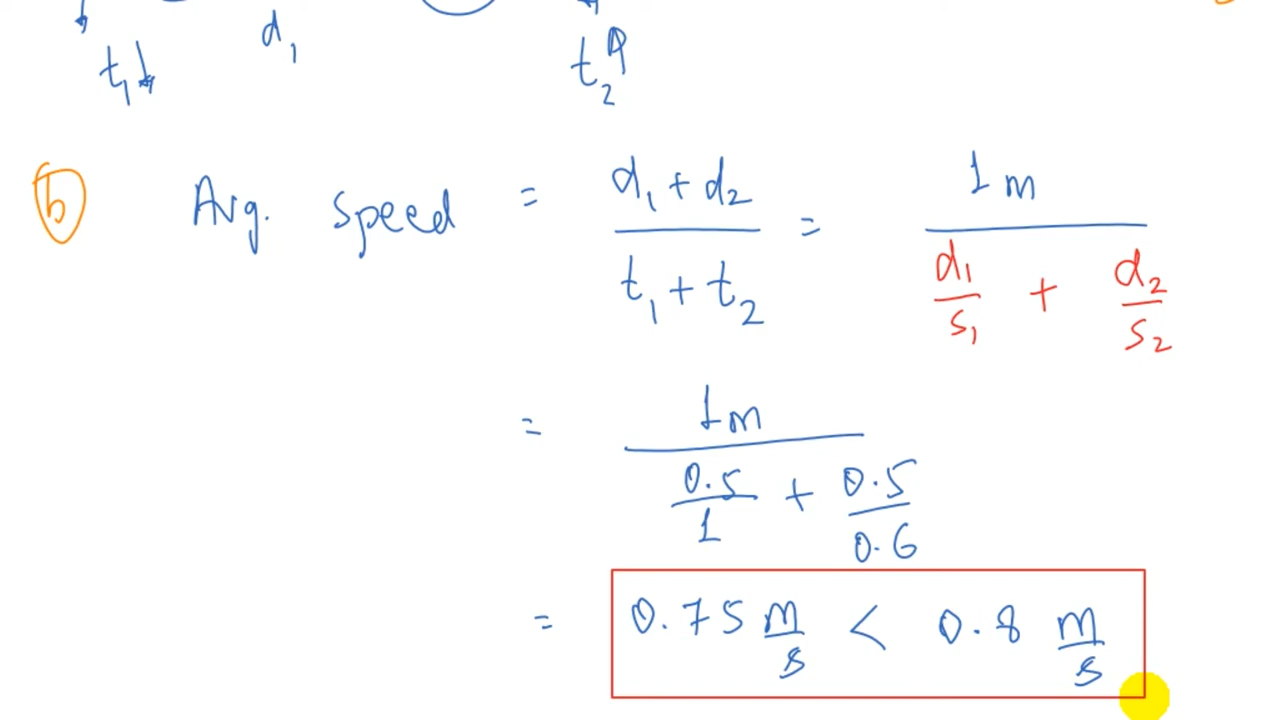 t₁↓ d₁ t₂↑
b Avg. speed = (d₁ + d₂)/(t₁ + t₂) = 1 m/(d₁/s₁ + d₂/s₂)
= 1 m/(0.5/1 + 0.5/0.6)
= 0.75 m/s < 0.8 m/s